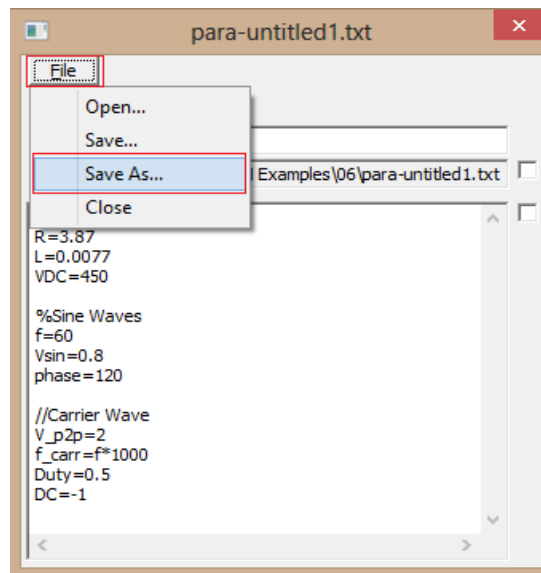 para-untitled1.txt
File
Open...
Save...
Save As...
Close
l Examples\06\para-untitled1.txt
R=3.87
L=0.0077
VDC=450
%Sine Waves
f=60
Vsin=0.8
phase=120
//Carrier Wave
V_p2p=2
f_carr=f*1000
Duty=0.5
DC=-1